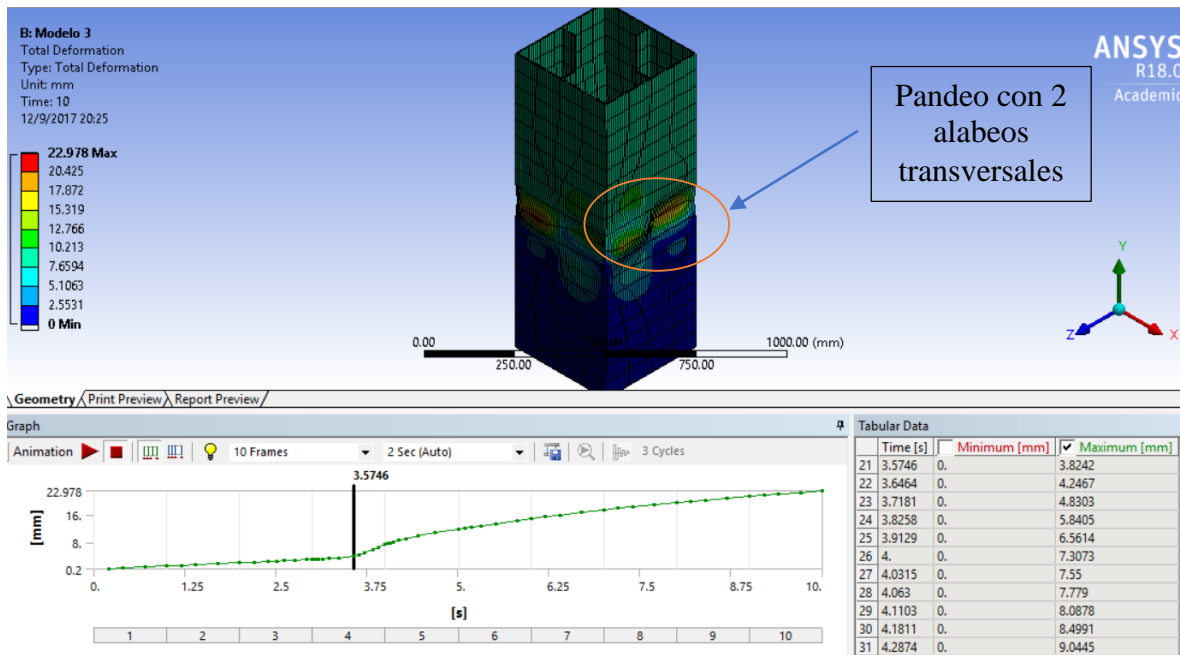 B: Modelo 3
Total Deformation
Type: Total Deformation
Unit: mm
Time: 10
12/9/2017 20:25
22.978 Max
20.425
17.872
15.319
12.766
10.213
7.6594
5.1063
2.5531
0 Min
ANSYS
R18.0
Academic
Pandeo con 2
alabeos
transversales
Y
Z
X
0.00
1000.00 (mm)
250.00
750.00
Geometry
Print Preview
Report Preview
Graph
Animation
10 Frames
2 Sec (Auto)
3 Cycles
3.5746
22.978
16.
8.
0.2
[mm]
0.
1.25
2.5
3.75
5.
6.25
7.5
8.75
10.
[s]
1 2 3 4 5 6 7 8 9 10
Tabular Data
Time [s] Minimum [mm] Maximum [mm]
21 3.5746 0. 3.8242
22 3.6464 0. 4.2467
23 3.7181 0. 4.8303
24 3.8258 0. 5.8405
25 3.9129 0. 6.5614
26 4. 0. 7.3073
27 4.0315 0. 7.55
28 4.063 0. 7.779
29 4.1103 0. 8.0878
30 4.1811 0. 8.4991
31 4.2874 0. 9.0445